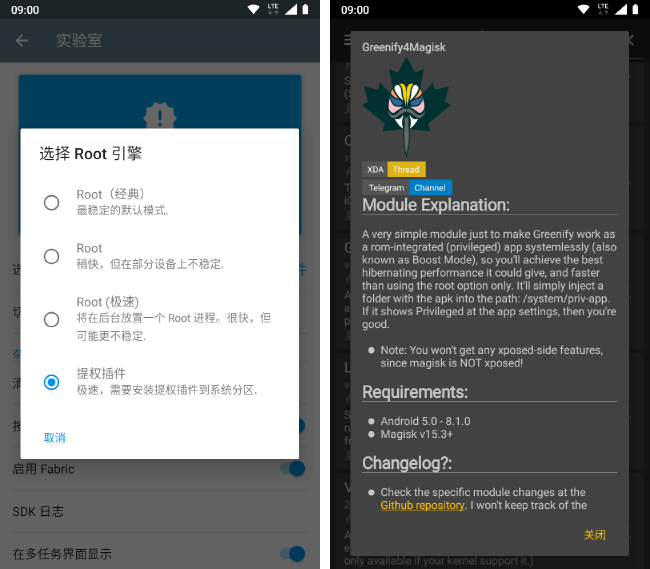 09:00
LTE
实验室
选择 Root 引擎
Root（经典）
最稳定的默认模式.
Root
稍快，但在部分设备上不稳定.
Root (极速)
将在后台放置一个 Root 进程。很快，但
可能更不稳定.
提权插件
极速，需要安装提权插件到系统分区.
取消
启用 Fabric
SDK 日志
在多任务界面显示
09:00
LTE
Greenify4Magisk
XDA Thread
Telegram Channel
Module Explanation:
A very simple module just to make Greenify work as
a rom-integrated (privileged) app systemlessly (also
known as Boost Mode), so you'll achieve the best
hibernating performance it could give, and faster
than using the root option only. It'll simply inject a
folder with the apk into the path: /system/priv-app.
If it shows Privileged at the app settings, then you're
good.
Note: You won't get any xposed-side features,
since magisk is NOT xposed!
Requirements:
Android 5.0 - 8.1.0
Magisk v15.3+
Changelog?:
Check the specific module changes at the
Github repository. I won't keep track of the
关闭
only available if your kernel support it.)